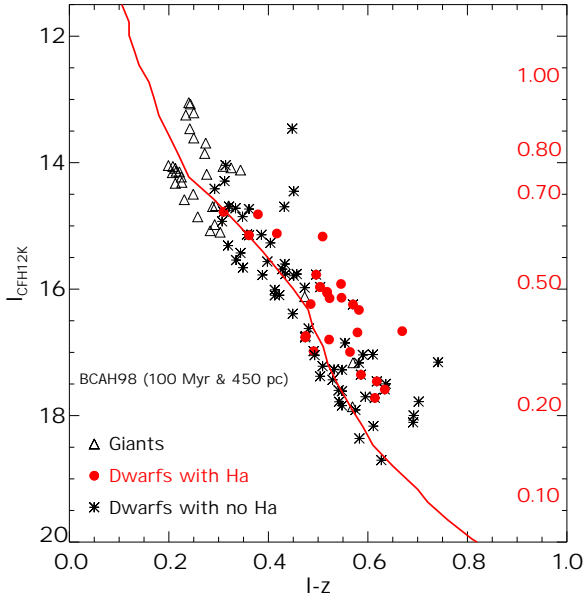 12
14
16
18
20
I_CFH12K
1.00
0.80
0.70
0.50
0.20
0.10
BCAH98 (100 Myr & 450 pc)
Giants
Dwarfs with Ha
Dwarfs with no Ha
0.0 0.2 0.4 0.6 0.8 1.0
I-z